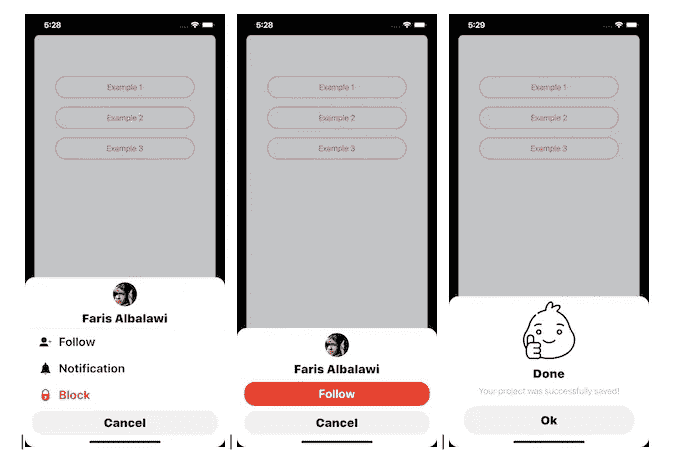 5:28
Example 1
Example 2
Example 3
Faris Albalawi
Follow
Notification
Block
Cancel
5:28
Example 1
Example 2
Example 3
Faris Albalawi
Follow
Cancel
5:29
Example 1
Example 2
Example 3
Done
Your project was successfully saved!
Ok